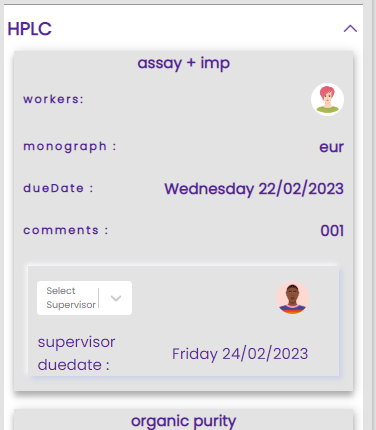 HPLC
assay + imp
workers:
monograph : eur
dueDate : Wednesday 22/02/2023
comments : 001
Select
Supervisor
supervisor
duedate : Friday 24/02/2023
organic purity